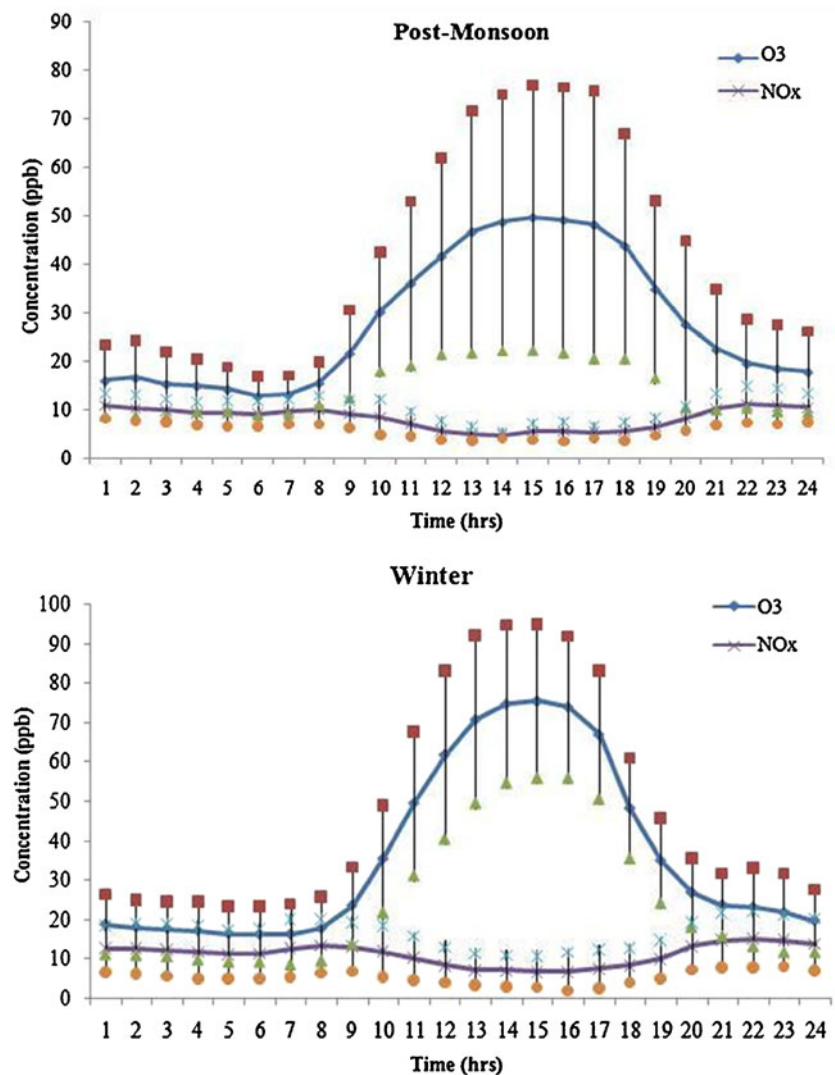 Post-Monsoon
O3
NOx
90
80
70
60
50
40
30
20
10
0
Concentration (ppb)
1 2 3 4 5 6 7 8 9 10 11 12 13 14 15 16 17 18 19 20 21 22 23 24
Time (hrs)
Winter
O3
NOx
100
90
80
70
60
50
40
30
20
10
0
Concentration (ppb)
1 2 3 4 5 6 7 8 9 10 11 12 13 14 15 16 17 18 19 20 21 22 23 24
Time (hrs)